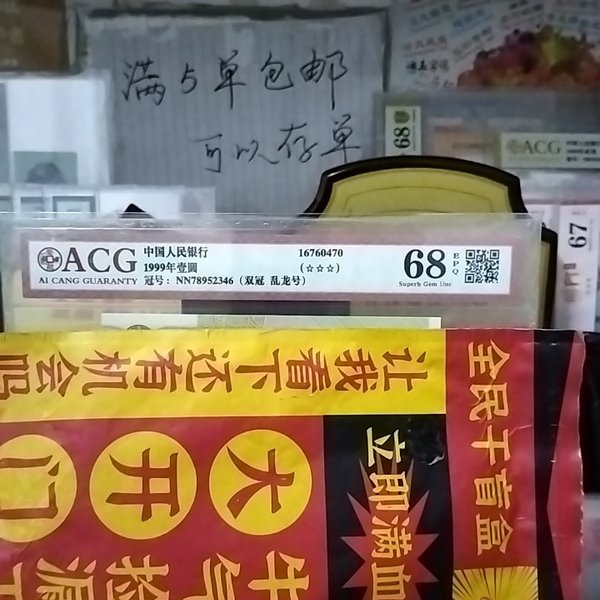 满5单包邮
可以存单
68
ACG
67
ACG
AI CANG GUARANTY
中国人民银行
1999年壹圆
冠号：NN78952346（双冠 乱龙号）
16760470
(☆☆☆)
68
EPQ
Superb Gem Unc
让我看下还有机会吗
全民干盲盒
大开门
立即满血